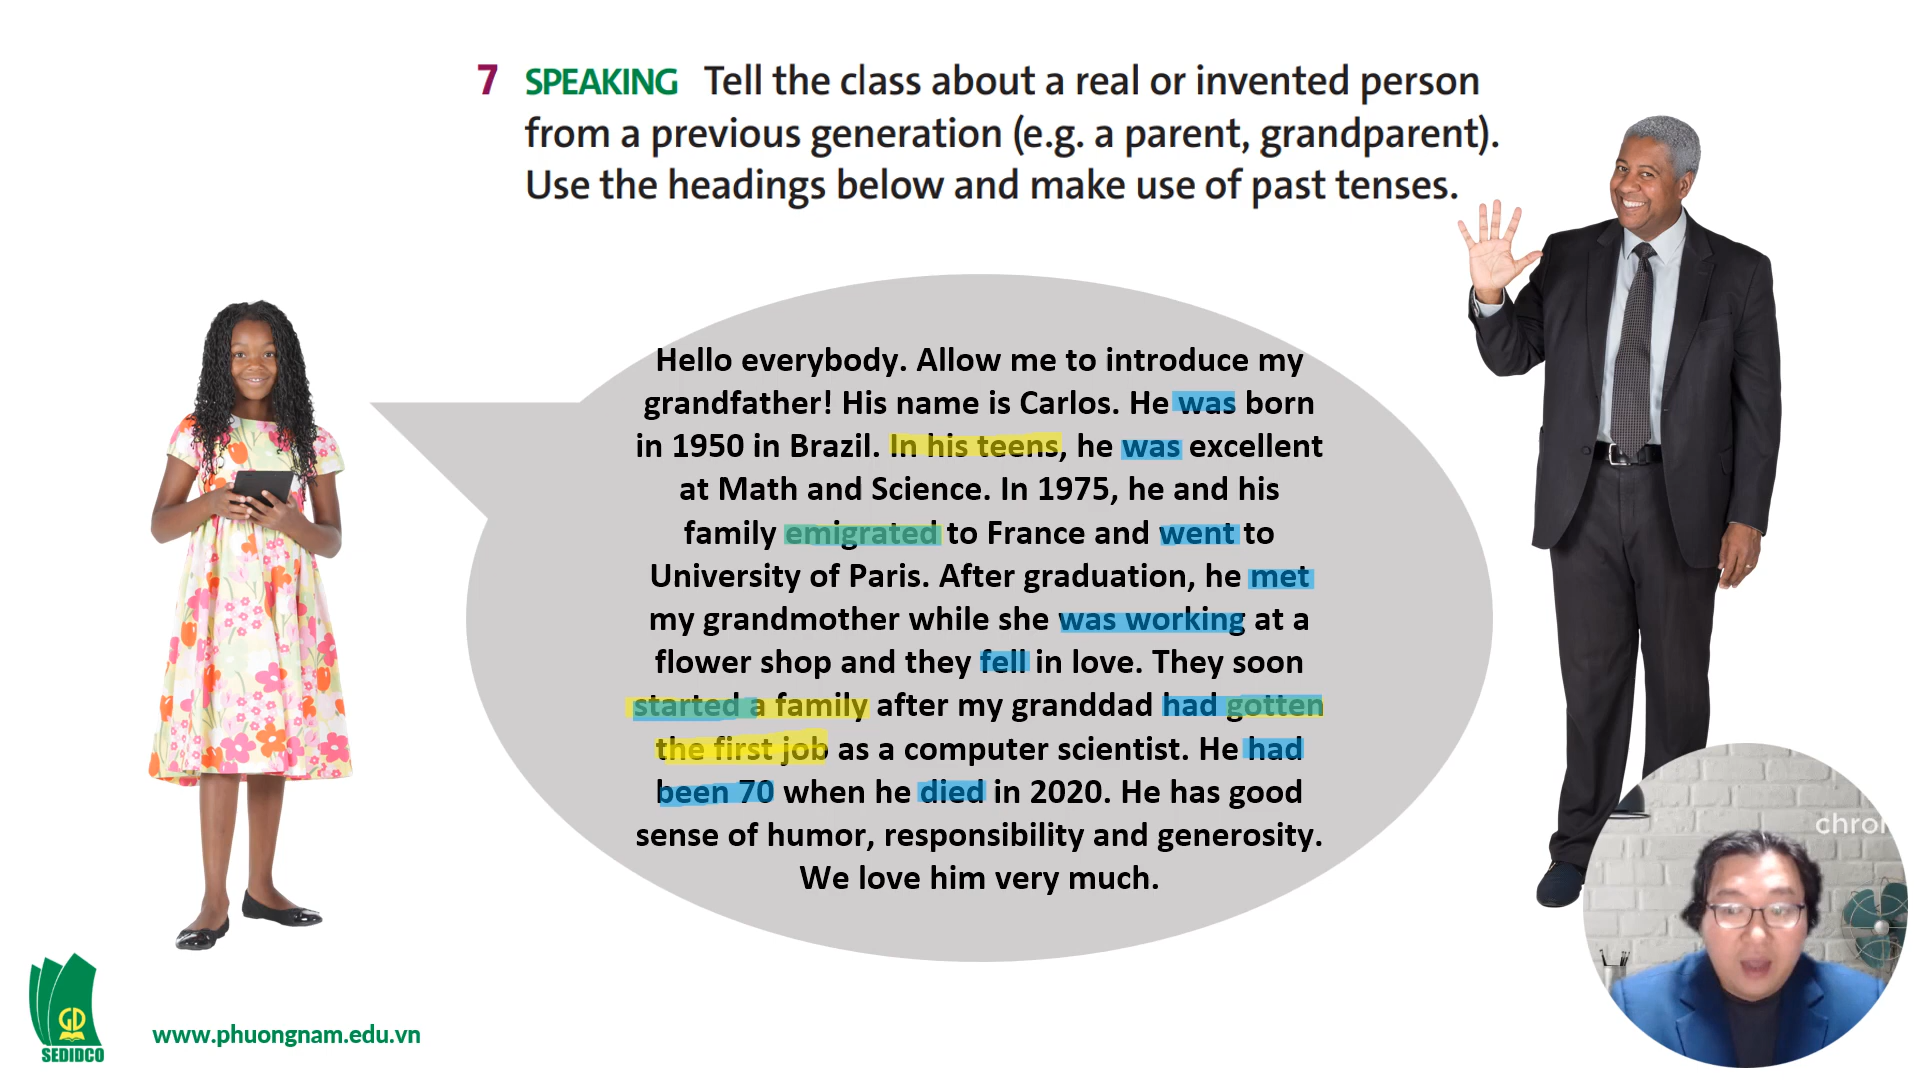 7 SPEAKING Tell the class about a real or invented person
from a previous generation (e.g. a parent, grandparent).
Use the headings below and make use of past tenses.
Hello everybody. Allow me to introduce my
grandfather! His name is Carlos. He was born
in 1950 in Brazil. In his teens, he was excellent
at Math and Science. In 1975, he and his
family emigrated to France and went to
University of Paris. After graduation, he met
my grandmother while she was working at a
flower shop and they fell in love. They soon
started a family after my granddad had gotten
the first job as a computer scientist. He had
been 70 when he died in 2020. He has good
sense of humor, responsibility and generosity.
We love him very much.
GD
SEDIDCO
www.phuongnam.edu.vn